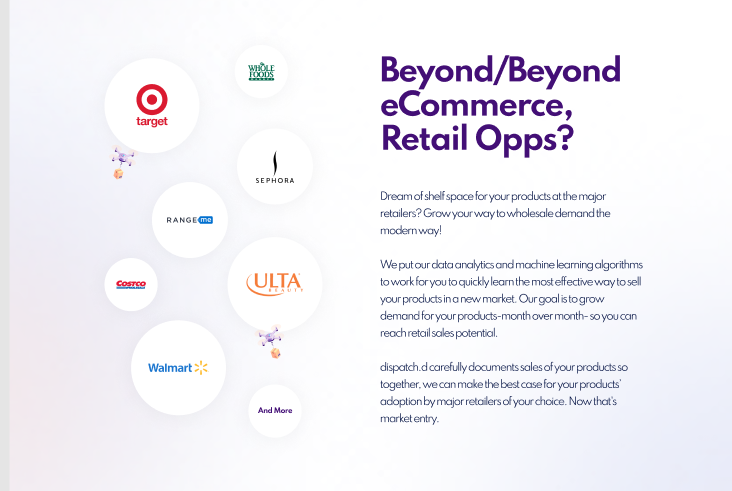 WHOLE
FOODS
MARKET
target
SEPHORA
RANGE me
COSTCO
WHOLESALE
ULTA
BEAUTY
Walmart
And More
Beyond/Beyond
eCommerce,
Retail Opps?
Dream of shelf space for your products at the major
retailers? Grow your way to wholesale demand the
modern way!
We put our data analytics and machine learning algorithms
to work for you to quickly learn the most effective way to sell
your products in a new market. Our goal is to grow
demand for your products-month over month- so you can
reach retail sales potential.
dispatch.d carefully documents sales of your products so
together, we can make the best case for your products'
adoption by major retailers of your choice. Now that's
market entry.